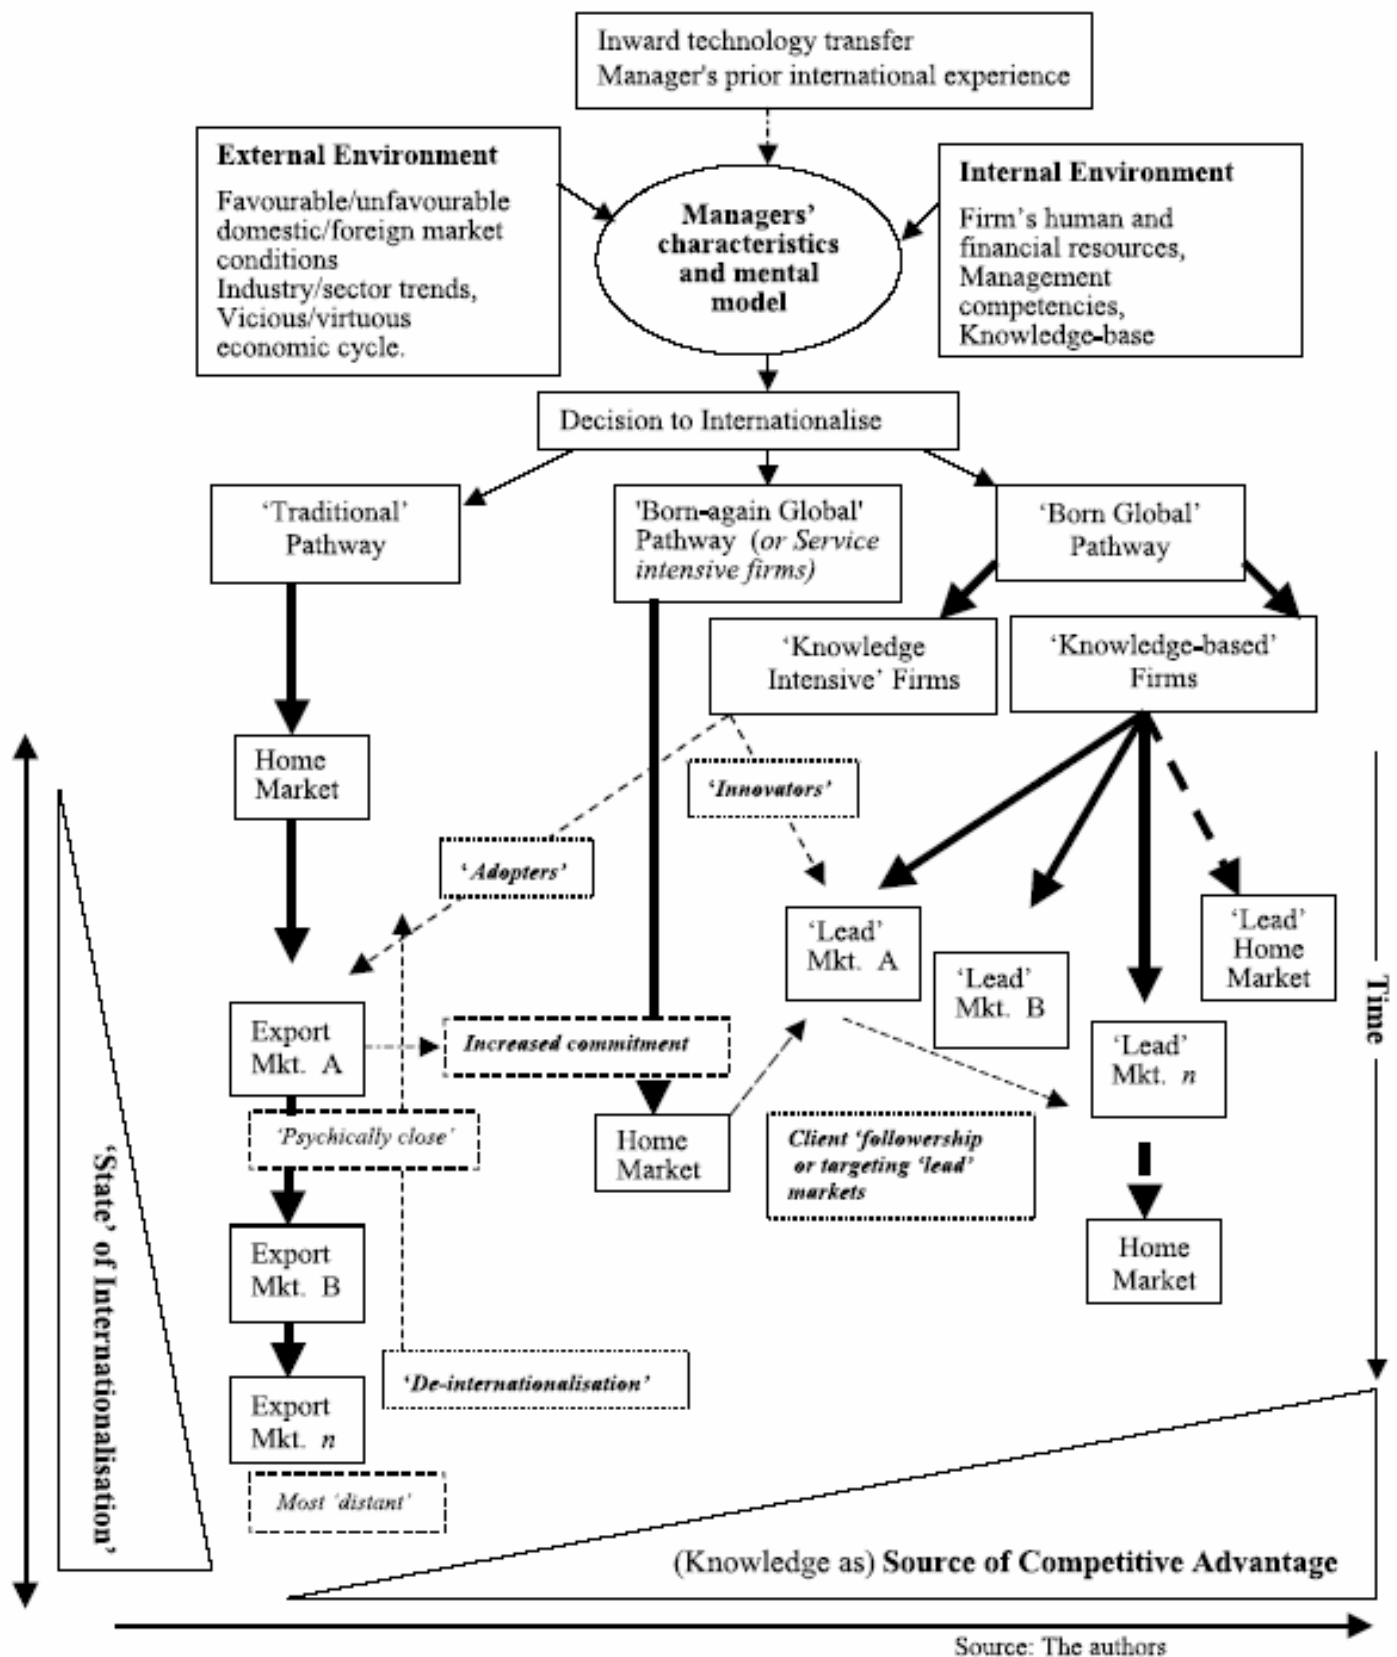 Inward technology transfer
Manager's prior international experience
External Environment
Favourable/unfavourable
domestic/foreign market
conditions
Industry/sector trends,
Vicious/virtuous
economic cycle.
Managers’
characteristics
and mental
model
Internal Environment
Firm’s human and
financial resources,
Management
competencies,
Knowledge-base
Decision to Internationalise
‘Traditional’
Pathway
'Born-again Global'
Pathway (or Service
intensive firms)
‘Born Global’
Pathway
‘Knowledge
Intensive’ Firms
‘Knowledge-based’
Firms
Home
Market
‘Innovators’
‘Adopters’
‘Lead’
Mkt. A
‘Lead’
Mkt. B
‘Lead’
Home
Market
Time
Export
Mkt. A
Increased commitment
‘Lead’
Mkt. n
‘Psychically close’
Home
Market
Client ‘followership
or targeting ‘lead’
markets
‘State’ of Internationalisation’
Export
Mkt. B
Home
Market
‘De-internationalisation’
Export
Mkt. n
Most ‘distant’
(Knowledge as) Source of Competitive Advantage
Source: The authors